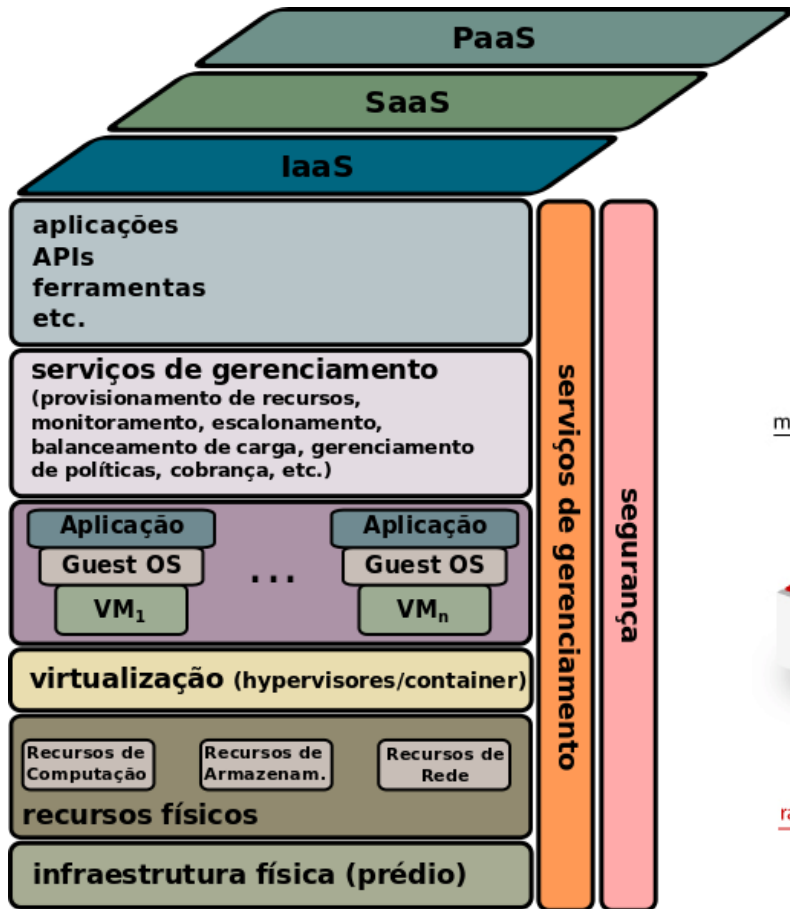 PaaS
SaaS
IaaS
aplicações
APIs
ferramentas
etc.
serviços de gerenciamento
(provisionamento de recursos,
monitoramento, escalonamento,
balanceamento de carga, gerenciamento
de políticas, cobrança, etc.)
Aplicação
Guest OS
VM1
...
Aplicação
Guest OS
VMn
virtualização (hypervisores/container)
Recursos de
Computação
Recursos de
Armazenam.
Recursos de
Rede
recursos físicos
infraestrutura física (prédio)
serviços de gerenciamento
segurança